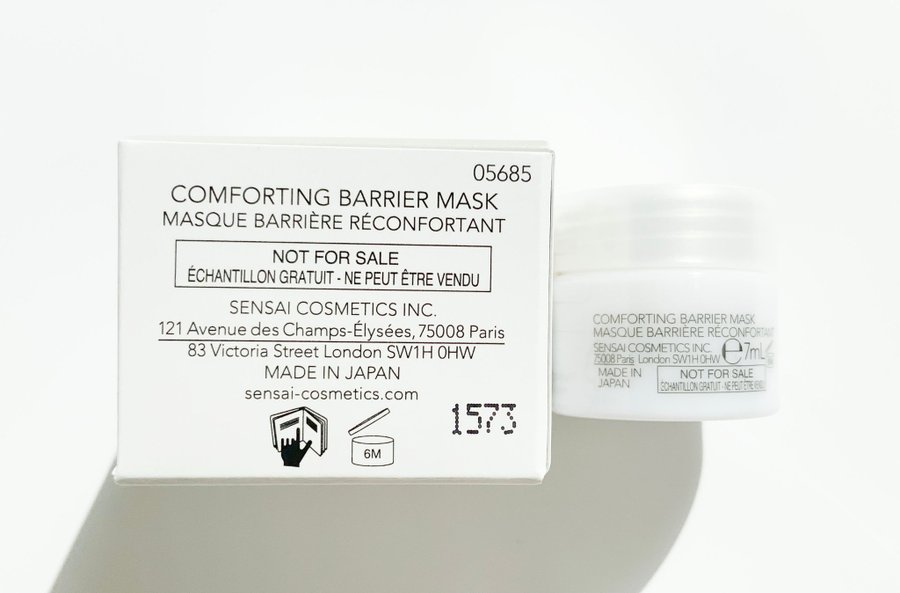 05685
COMFORTING BARRIER MASK
MASQUE BARRIÈRE RÉCONFORTANT
NOT FOR SALE
ÉCHANTILLON GRATUIT - NE PEUT ÊTRE VENDU
SENSAI COSMETICS INC.
121 Avenue des Champs-Élysées, 75008 Paris
83 Victoria Street London SW1H 0HW
MADE IN JAPAN
sensai-cosmetics.com
6M
1573
COMFORTING BARRIER MASK
MASQUE BARRIÈRE RÉCONFORTANT
SENSAI COSMETICS INC.
75008 Paris London SW1H 0HW
℮7mL
MADE IN
JAPAN
NOT FOR SALE
ÉCHANTILLON GRATUIT - NE PEUT ÊTRE VENDU